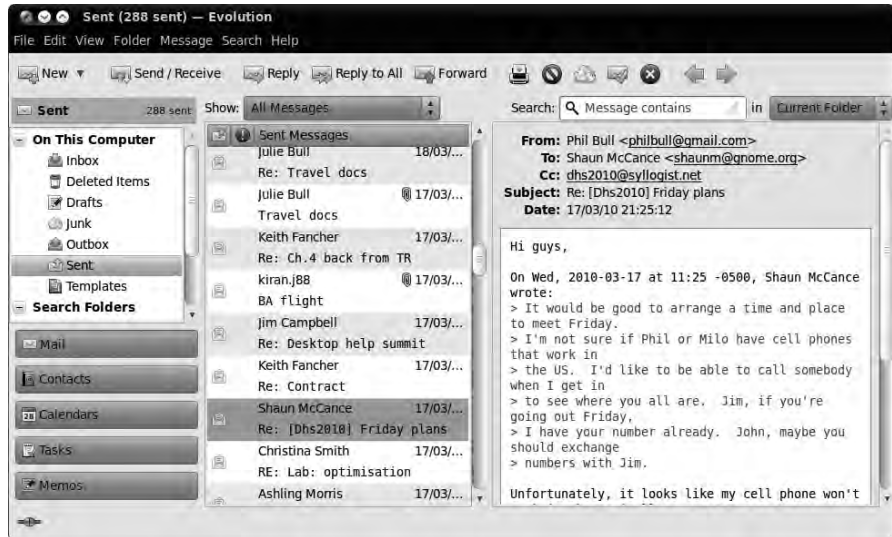 Sent (288 sent) — Evolution
File Edit View Folder Message Search Help
New Send / Receive Reply Reply to All Forward
Sent 288 sent
Show: All Messages
Search: Message contains in Current Folder
On This Computer
Inbox
Deleted Items
Drafts
Junk
Outbox
Sent
Templates
Search Folders
Mail
Contacts
28 Calendars
Tasks
Memos
Sent Messages
Julie Bull 18/03/...
Re: Travel docs
Julie Bull 17/03/...
Travel docs
Keith Fancher 17/03/...
Re: Ch.4 back from TR
kiran.j88 17/03/...
BA flight
Jim Campbell 17/03/...
Re: Desktop help summit
Keith Fancher 17/03/...
Re: Contract
Shaun McCance 17/03/...
Re: [Dhs2010] Friday plans
Christina Smith 17/03/...
RE: Lab: optimisation
Ashling Morris 17/03/...
From: Phil Bull <philbull@gmail.com>
To: Shaun McCance <shaunm@gnome.org>
Cc: dhs2010@syllogist.net
Subject: Re: [Dhs2010] Friday plans
Date: 17/03/10 21:25:12
Hi guys,
On Wed, 2010-03-17 at 11:25 -0500, Shaun McCance
wrote:
> It would be good to arrange a time and place
to meet Friday.
> I'm not sure if Phil or Milo have cell phones
that work in
> the US. I'd like to be able to call somebody
when I get in
> to see where you all are. Jim, if you're
going out Friday,
> I have your number already. John, maybe you
should exchange
> numbers with Jim.
Unfortunately, it looks like my cell phone won't